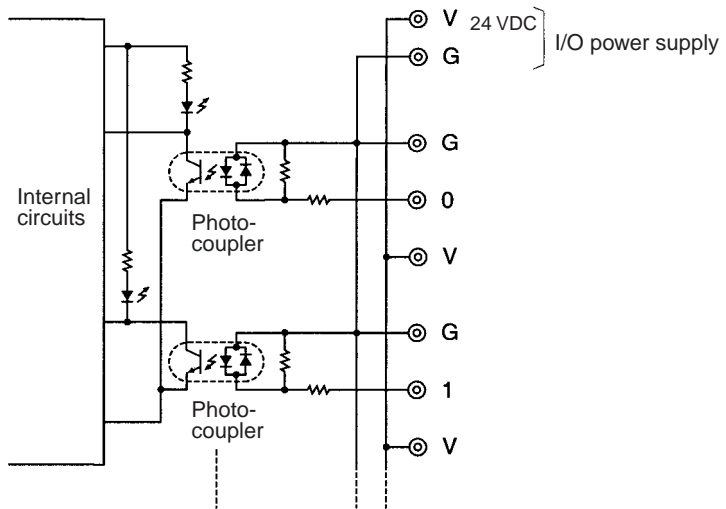 V 24 VDC
I/O power supply
G
G
Internal
circuits
0
Photo-
coupler
V
G
1
Photo-
coupler
V